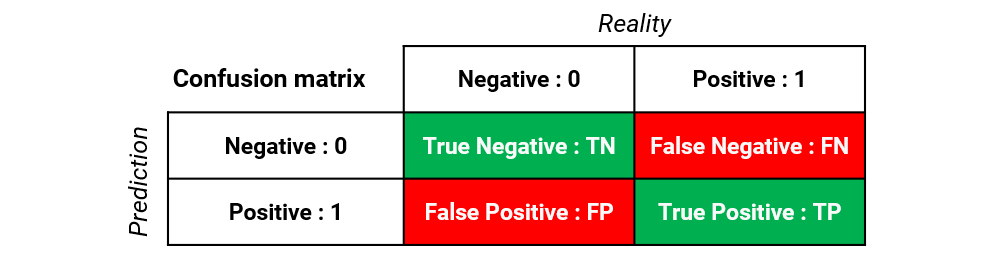 Reality
Confusion matrix
Negative : 0
Positive : 1
Prediction
Negative : 0
True Negative : TN
False Negative : FN
Positive : 1
False Positive : FP
True Positive : TP